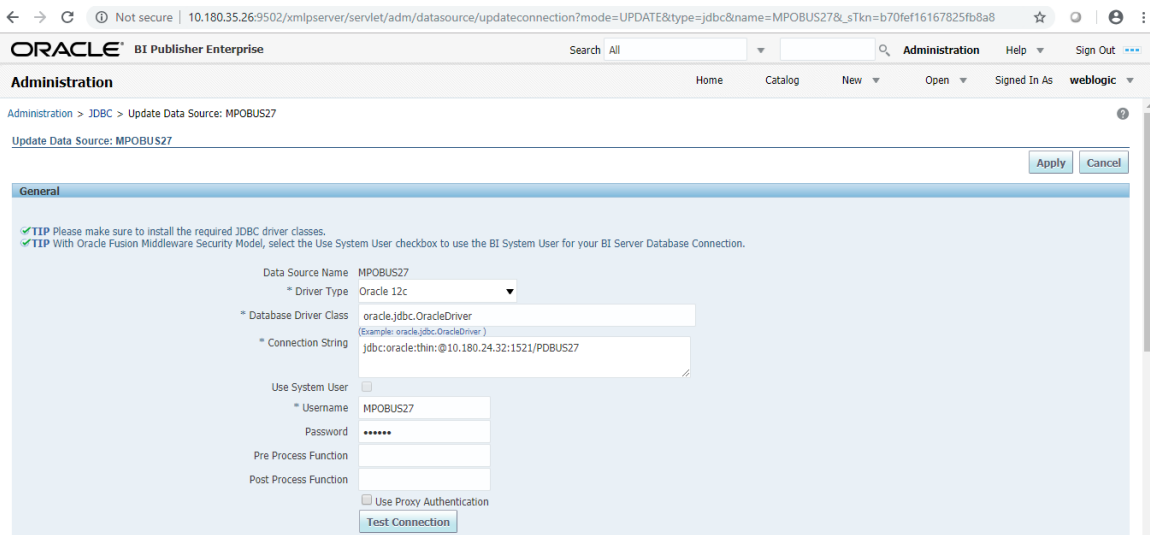 Not secure | 10.180.35.26:9502/xmlpserver/servlet/adm/datasource/updateconnection?mode=UPDATE&type=jdbc&name=MPOBUS27&_sTkn=b70fef16167825fb8a8
ORACLE BI Publisher Enterprise Search All Administration Help Sign Out
Administration Home Catalog New Open Signed In As weblogic
Administration > JDBC > Update Data Source: MPOBUS27
Update Data Source: MPOBUS27
Apply Cancel
General
TIP Please make sure to install the required JDBC driver classes.
TIP With Oracle Fusion Middleware Security Model, select the Use System User checkbox to use the BI System User for your BI Server Database Connection.
Data Source Name MPOBUS27
* Driver Type Oracle 12c
* Database Driver Class oracle.jdbc.OracleDriver
(Example: oracle.jdbc.OracleDriver )
* Connection String jdbc:oracle:thin:@10.180.24.32:1521/PDBUS27
Use System User
* Username MPOBUS27
Password ••••••
Pre Process Function
Post Process Function
Use Proxy Authentication
Test Connection